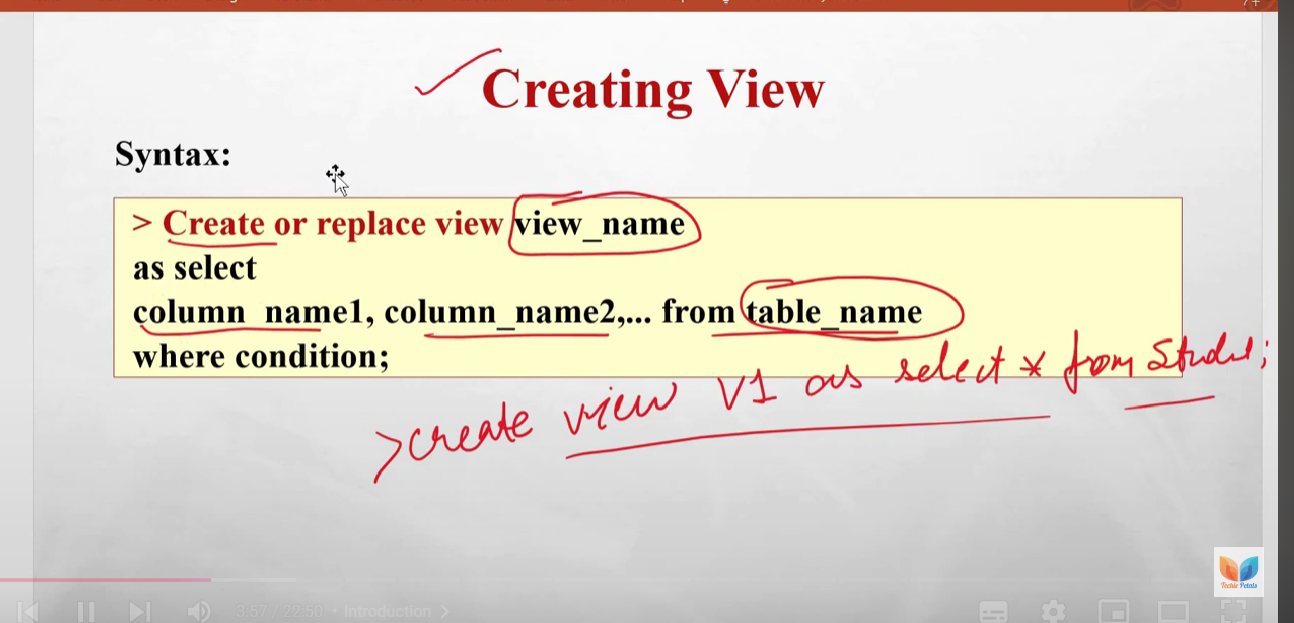 Creating View
Syntax:
> Create or replace view view_name
as select
column_name1, column_name2,... from table_name
where condition;
>create view V1 as select * from
3:57 / 22:50 • Introduction >
Techie Petals